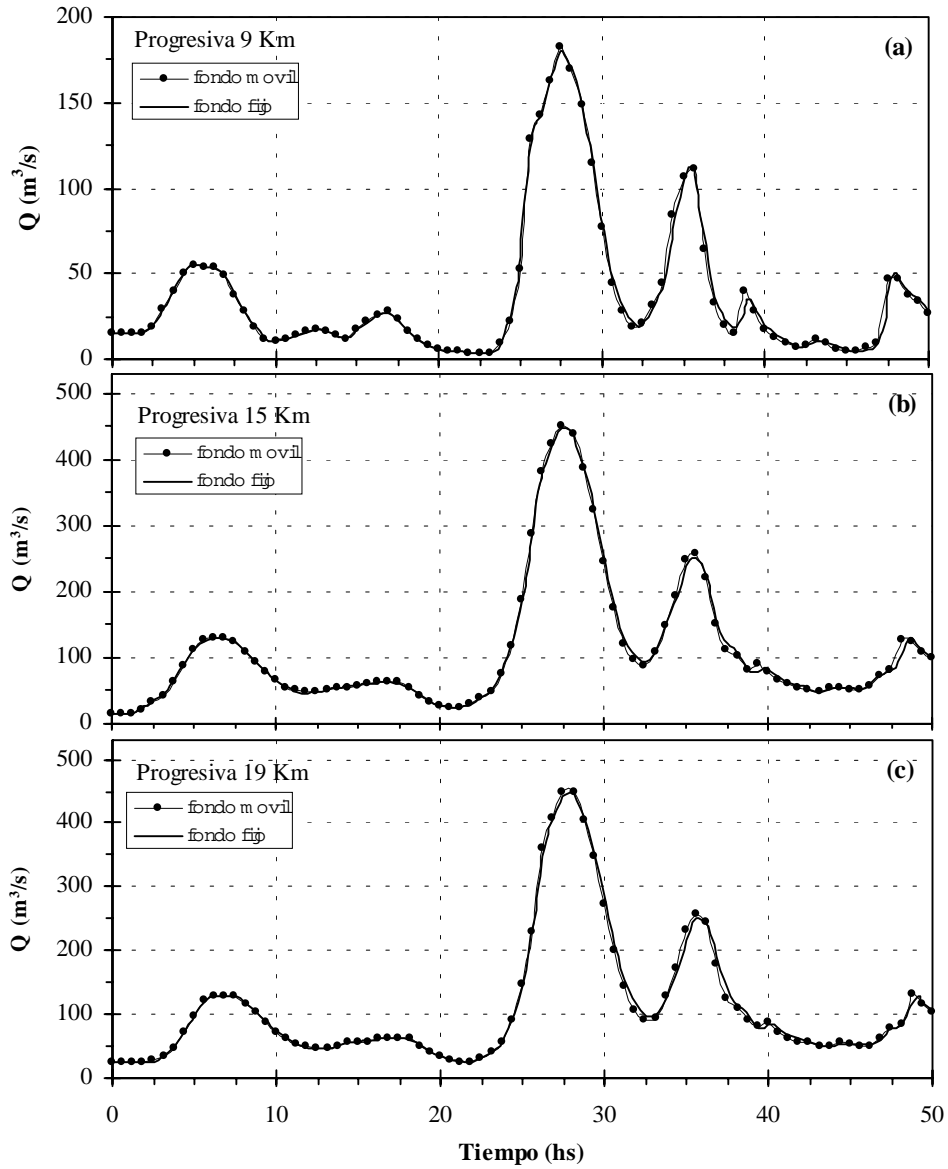 200
Progresiva 9 Km
(a)
fondo movil
fondo fijo
150
100
50
0
Q (m³/s)
500
Progresiva 15 Km
(b)
fondo movil
fondo fijo
400
300
200
100
0
Q (m³/s)
500
Progresiva 19 Km
(c)
fondo movil
fondo fijo
400
300
200
100
0
Q (m³/s)
0 10 20 30 40 50
Tiempo (hs)